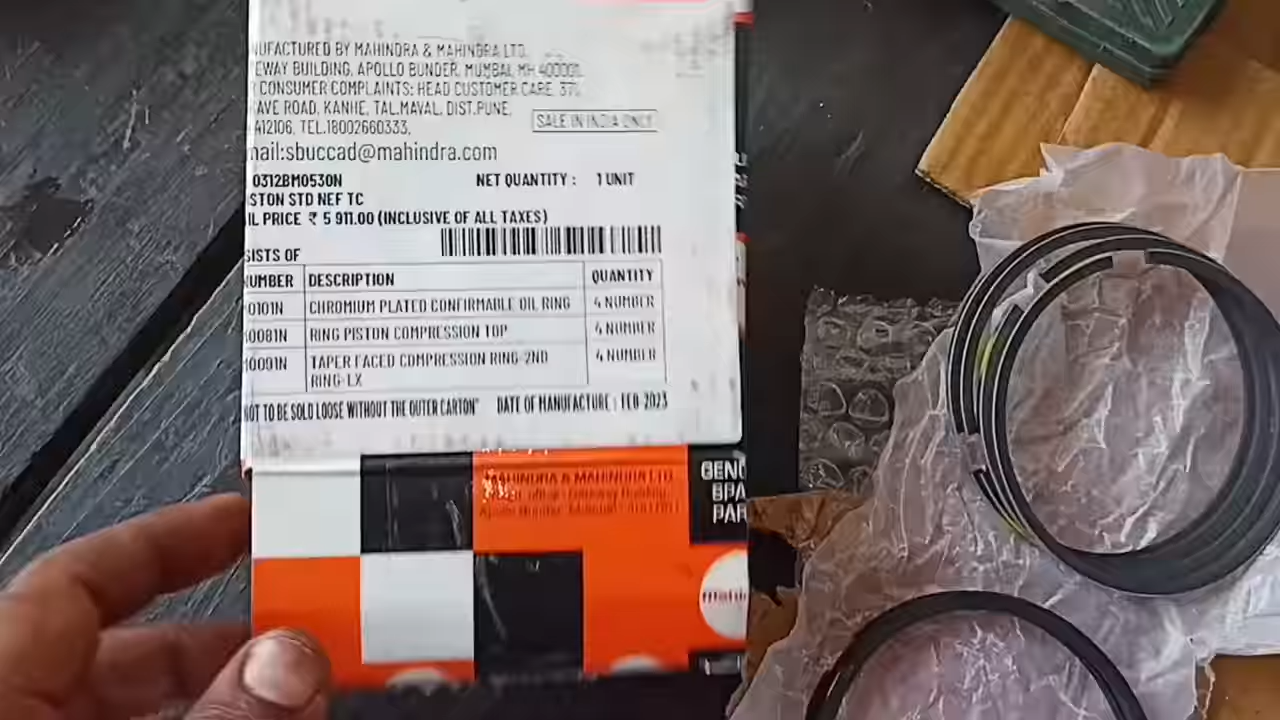 NUFACTURED BY MAHINDRA & MAHINDRA LTD.
EWAY BUILDING, APOLLO BUNDER, MUMBAI, MH 400001.
CONSUMER COMPLAINTS: HEAD CUSTOMER CARE, 371,
AVE ROAD, KANHE, TAL.MAVAL, DIST.PUNE,
412106, TEL.18002660333,
SALE IN INDIA ONLY
mail:sbuccad@mahindra.com
0312BM0530N NET QUANTITY : 1 UNIT
STON STD NEF TC
IL PRICE ₹ 5 911.00 (INCLUSIVE OF ALL TAXES)
SISTS OF
UMBER DESCRIPTION QUANTITY
0101N CHROMIUM PLATED CONFIRMABLE OIL RING 4 NUMBER
0081N RING PISTON COMPRESSION TOP 4 NUMBER
0091N TAPER FACED COMPRESSION RING-2ND 4 NUMBER
RING-LX
NOT TO BE SOLD LOOSE WITHOUT THE OUTER CARTON" DATE OF MANUFACTURE : FEB-2023
MAHINDRA & MAHINDRA LTD
GENU
SPA
PAR
mahi